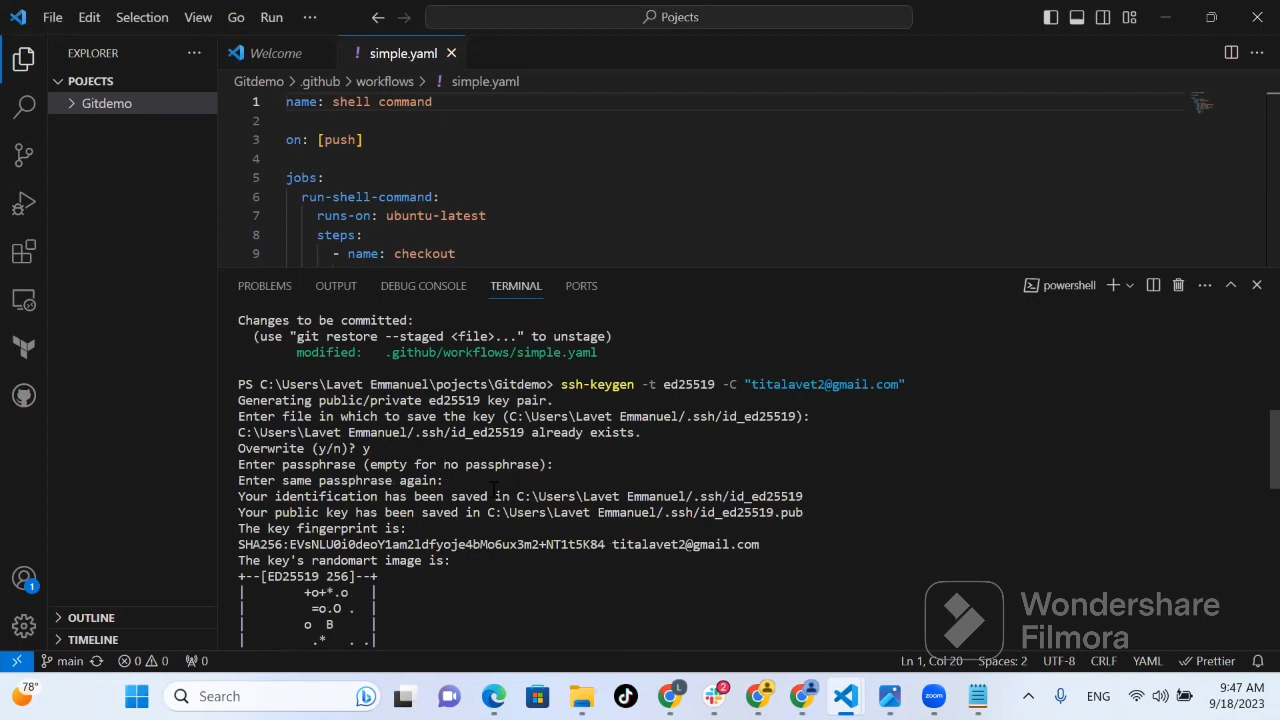 File Edit Selection View Go Run ··· Pojects
EXPLORER ···
Welcome
! simple.yaml
POJECTS
Gitdemo
Gitdemo > .github > workflows > ! simple.yaml
1 name: shell command
2
3 on: [push]
4
5 jobs:
6 run-shell-command:
7 runs-on: ubuntu-latest
8 steps:
9 - name: checkout
PROBLEMS OUTPUT DEBUG CONSOLE TERMINAL PORTS powershell
Changes to be committed:
(use "git restore --staged <file>..." to unstage)
modified: .github/workflows/simple.yaml
PS C:\Users\Lavet Emmanuel\pojects\Gitdemo> ssh-keygen -t ed25519 -C "titalavet2@gmail.com"
Generating public/private ed25519 key pair.
Enter file in which to save the key (C:\Users\Lavet Emmanuel/.ssh/id_ed25519):
C:\Users\Lavet Emmanuel/.ssh/id_ed25519 already exists.
Overwrite (y/n)? y
Enter passphrase (empty for no passphrase):
Enter same passphrase again:
Your identification has been saved in C:\Users\Lavet Emmanuel/.ssh/id_ed25519
Your public key has been saved in C:\Users\Lavet Emmanuel/.ssh/id_ed25519.pub
The key fingerprint is:
SHA256:EVsNLU0i0deoY1am2ldfyoje4bMo6ux3m2+NT1t5K84 titalavet2@gmail.com
The key's randomart image is:
+--[ED25519 256]--+
| +o+*.o |
| =o.O . |
| o B |
| .* . .|
Wondershare
Filmora
1
OUTLINE
TIMELINE
main 0 0 0 Ln 1, Col 20 Spaces: 2 UTF-8 CRLF YAML Prettier
78°
Search
L
2
ENG
9:47 AM
9/18/2023
zoom